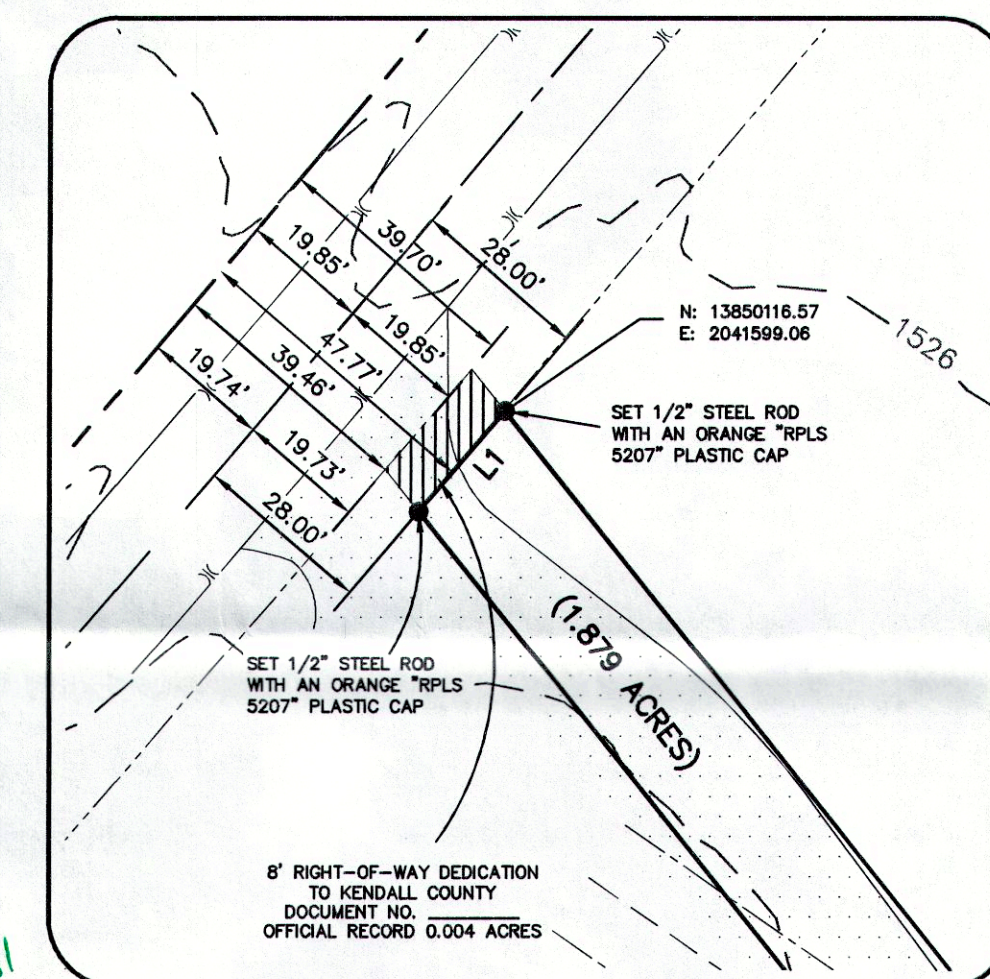 39.70'
28.00'
19.85'
19.85'
47.77'
39.46'
19.74'
19.73'
28.00'
N: 13850116.57
E: 2041599.06
1526
SET 1/2" STEEL ROD
WITH AN ORANGE "RPLS
5207" PLASTIC CAP
L1
(1.879 ACRES)
SET 1/2" STEEL ROD
WITH AN ORANGE "RPLS
5207" PLASTIC CAP
8' RIGHT-OF-WAY DEDICATION
TO KENDALL COUNTY
DOCUMENT NO. ________
OFFICIAL RECORD 0.004 ACRES